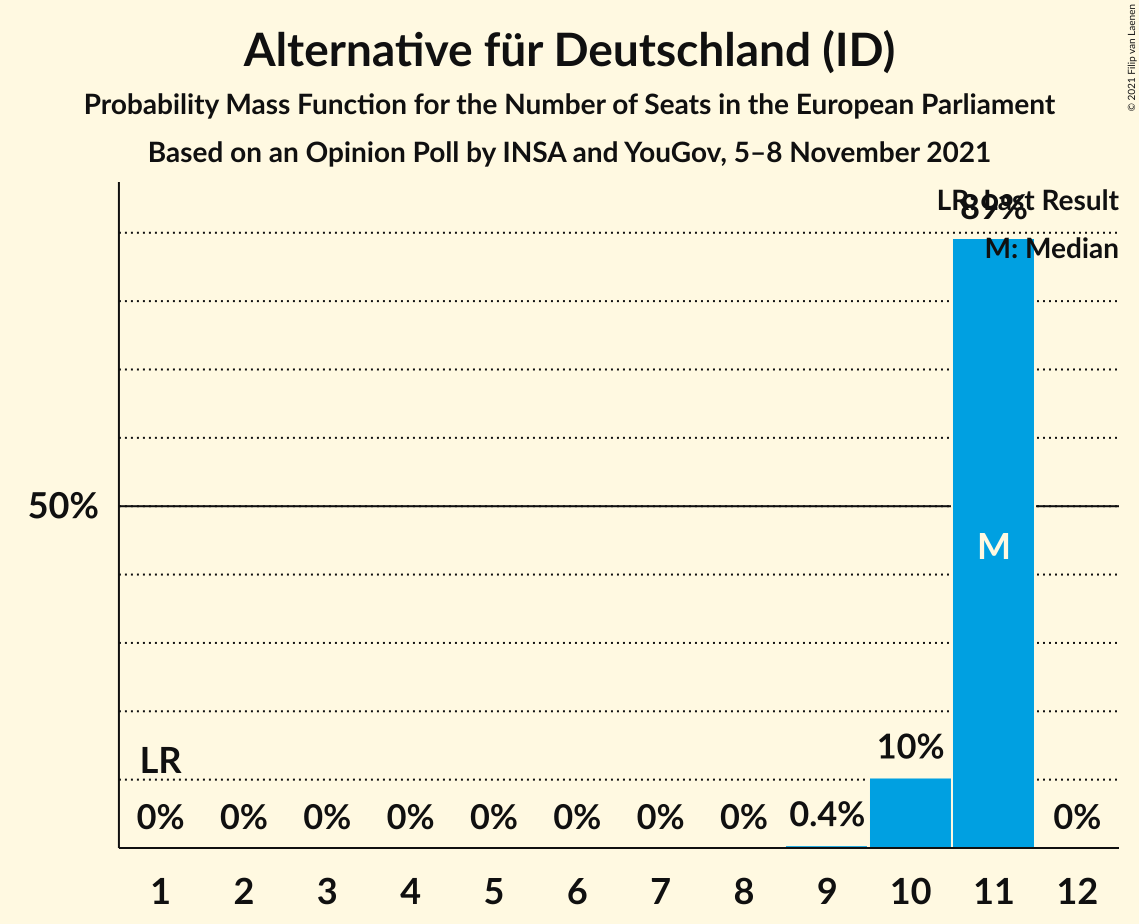 Alternative für Deutschland (ID)
Probability Mass Function for the Number of Seats in the European Parliament
Based on an Opinion Poll by INSA and YouGov, 5–8 November 2021
© 2021 Filip van Laenen
LR: Last Result
89%
M: Median
50%
M
10%
LR
0% 0% 0% 0% 0% 0% 0% 0% 0.4% 0%
1 2 3 4 5 6 7 8 9 10 11 12